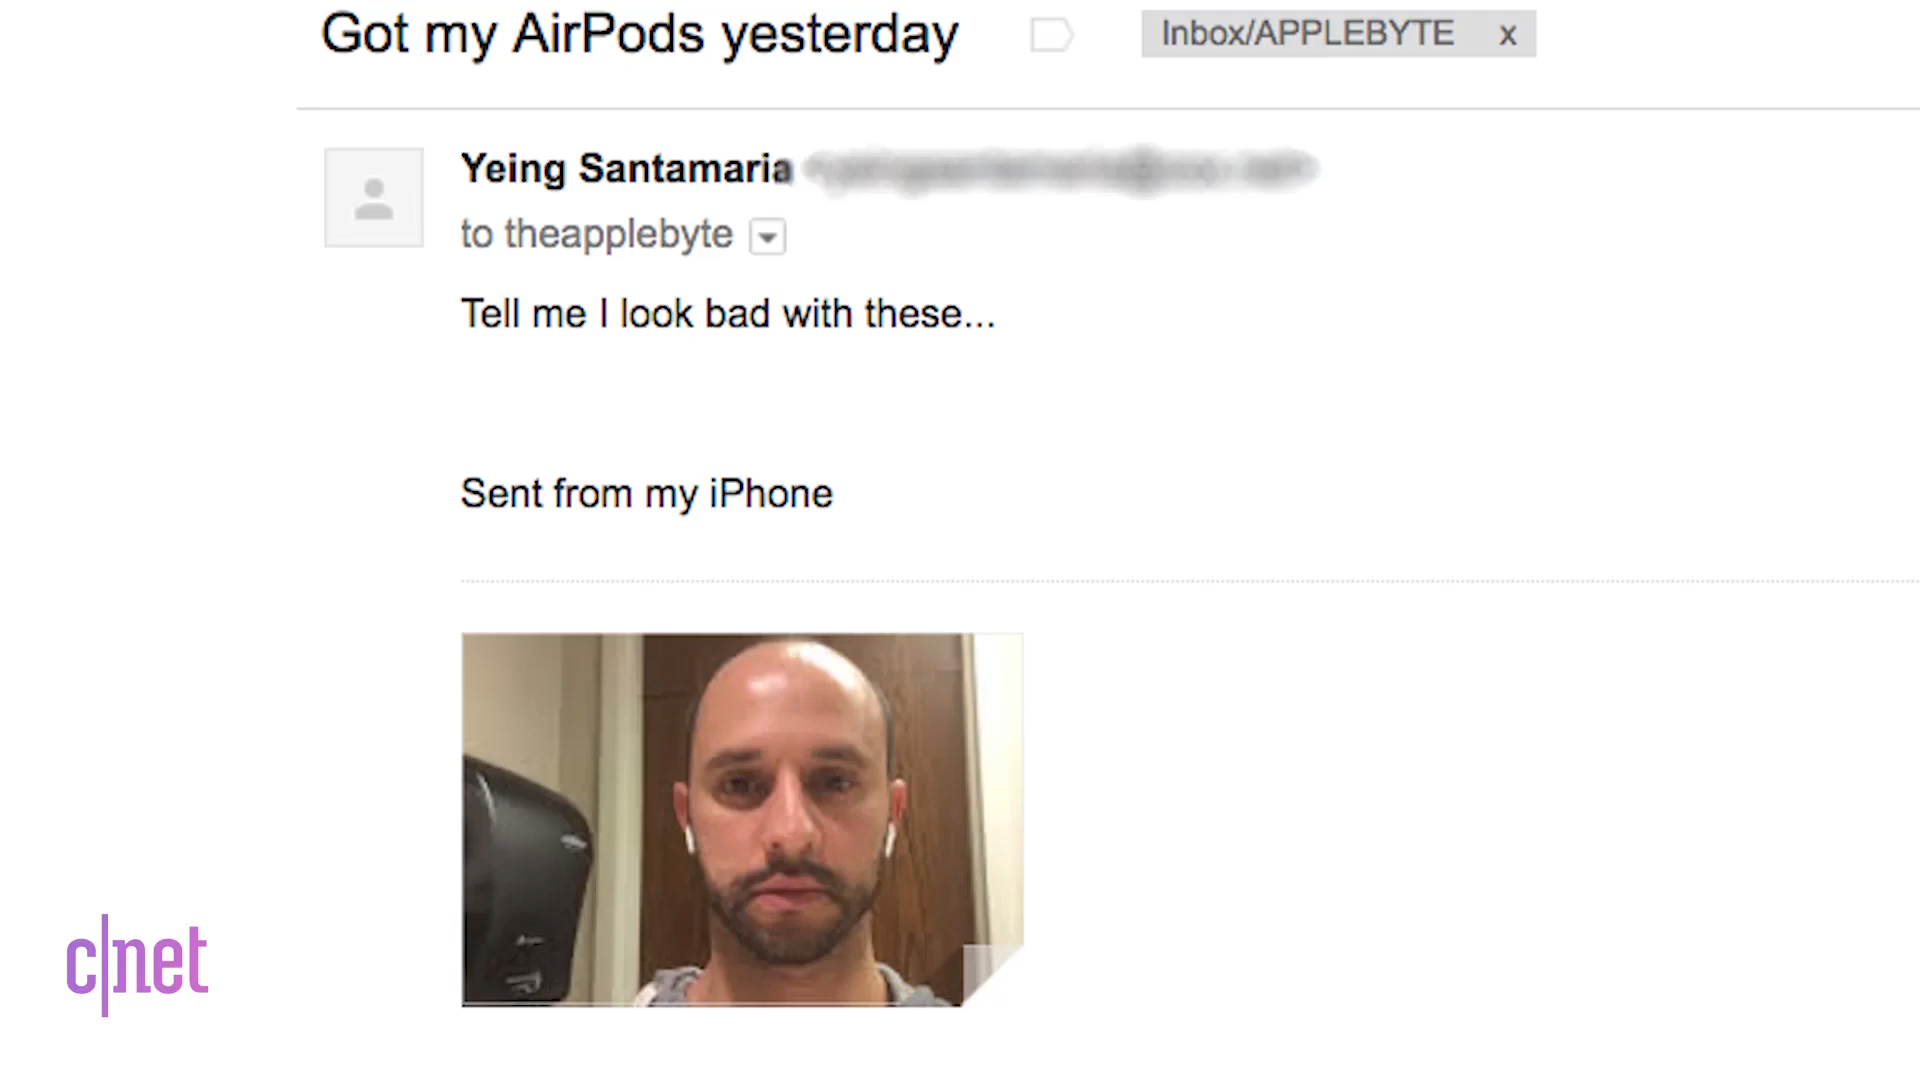 Got my AirPods yesterday
Inbox/APPLEBYTE x
Yeing Santamaria
to theapplebyte
Tell me I look bad with these...
Sent from my iPhone
c|net